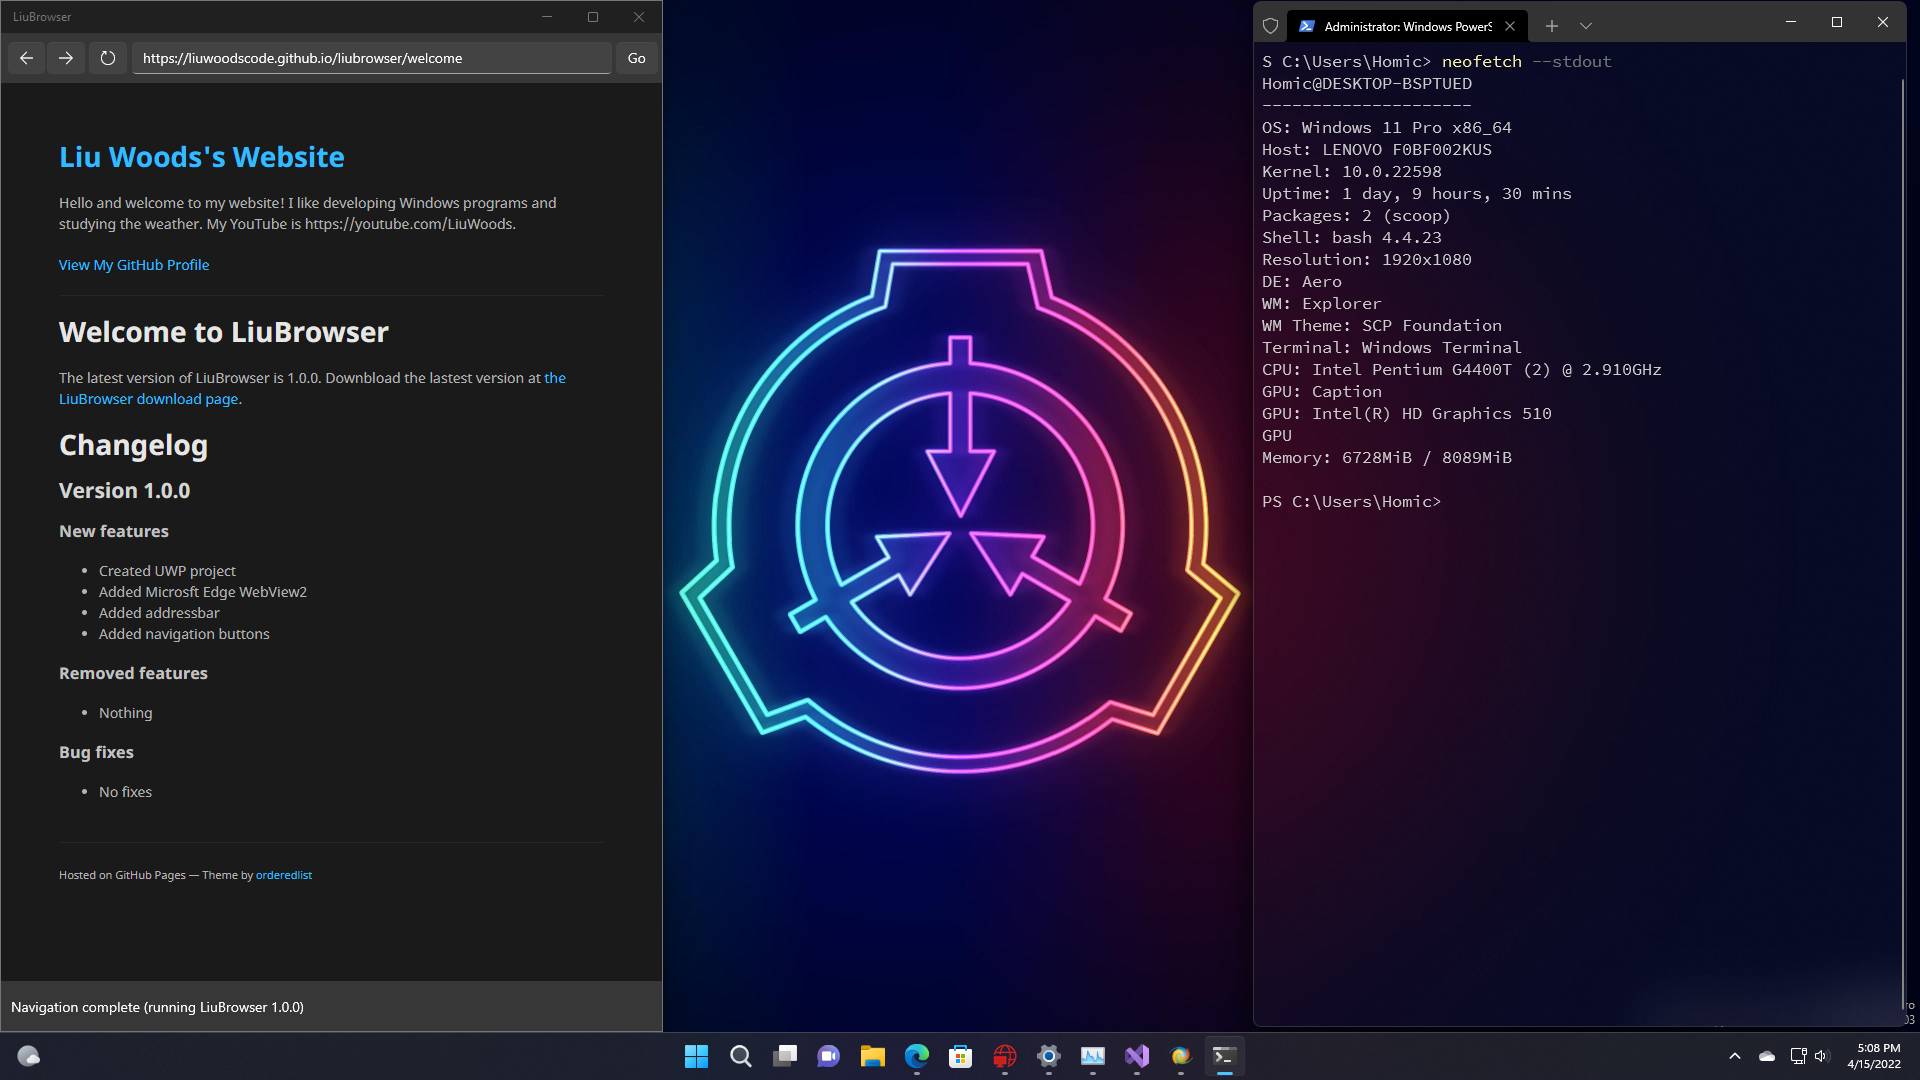 LiuBrowser
https://liuwoodscode.github.io/liubrowser/welcome
Go
Liu Woods's Website
Hello and welcome to my website! I like developing Windows programs and
studying the weather. My YouTube is https://youtube.com/LiuWoods.
View My GitHub Profile
Welcome to LiuBrowser
The latest version of LiuBrowser is 1.0.0. Downbload the lastest version at the
LiuBrowser download page.
Changelog
Version 1.0.0
New features
• Created UWP project
• Added Microsft Edge WebView2
• Added addressbar
• Added navigation buttons
Removed features
• Nothing
Bug fixes
• No fixes
Hosted on GitHub Pages — Theme by orderedlist
Navigation complete (running LiuBrowser 1.0.0)
Administrator: Windows PowerS
S C:\Users\Homic> neofetch --stdout
Homic@DESKTOP-BSPTUED
---------------------
OS: Windows 11 Pro x86_64
Host: LENOVO F0BF002KUS
Kernel: 10.0.22598
Uptime: 1 day, 9 hours, 30 mins
Packages: 2 (scoop)
Shell: bash 4.4.23
Resolution: 1920x1080
DE: Aero
WM: Explorer
WM Theme: SCP Foundation
Terminal: Windows Terminal
CPU: Intel Pentium G4400T (2) @ 2.910GHz
GPU: Caption
GPU: Intel(R) HD Graphics 510
GPU
Memory: 6728MiB / 8089MiB
PS C:\Users\Homic>
ro
03
5:08 PM
4/15/2022